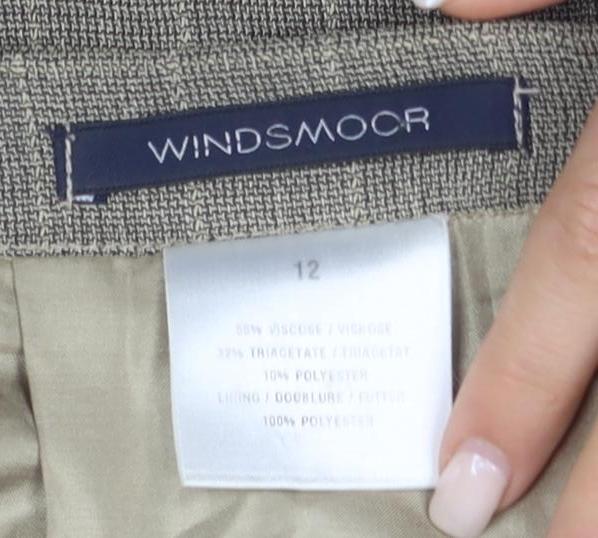 WINDSMOOR
12
58% VISCOSE / VISKOSE
32% TRIACETATE / TRIACETAT
10% POLYESTER
LINING / DOUBLURE / FUTTER
100% POLYESTER